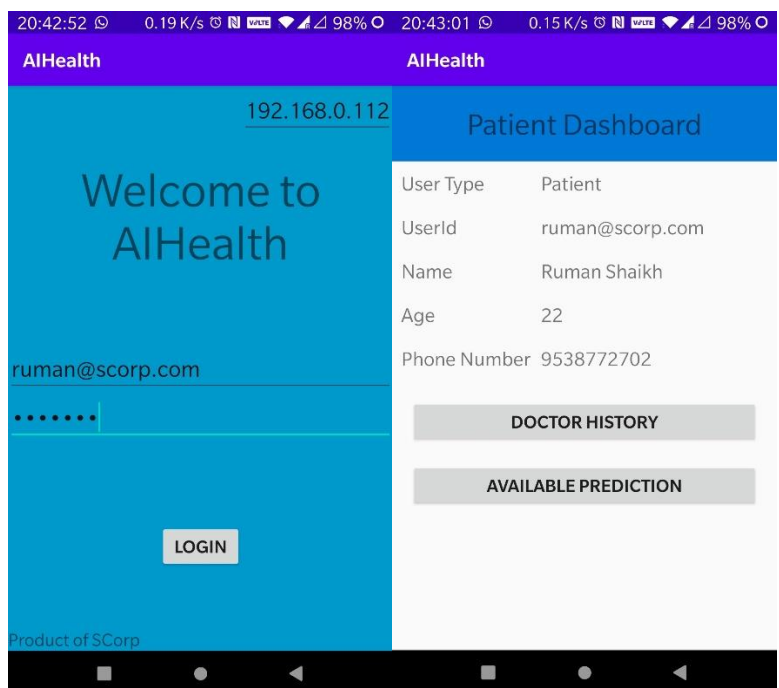 20:42:52 0.19 K/s VoLTE 98%
AIHealth
192.168.0.112
Welcome to
AIHealth
ruman@scorp.com
•••••••
LOGIN
Product of SCorp
20:43:01 0.15 K/s VoLTE 98%
AIHealth
Patient Dashboard
User Type Patient
UserId ruman@scorp.com
Name Ruman Shaikh
Age 22
Phone Number 9538772702
DOCTOR HISTORY
AVAILABLE PREDICTION